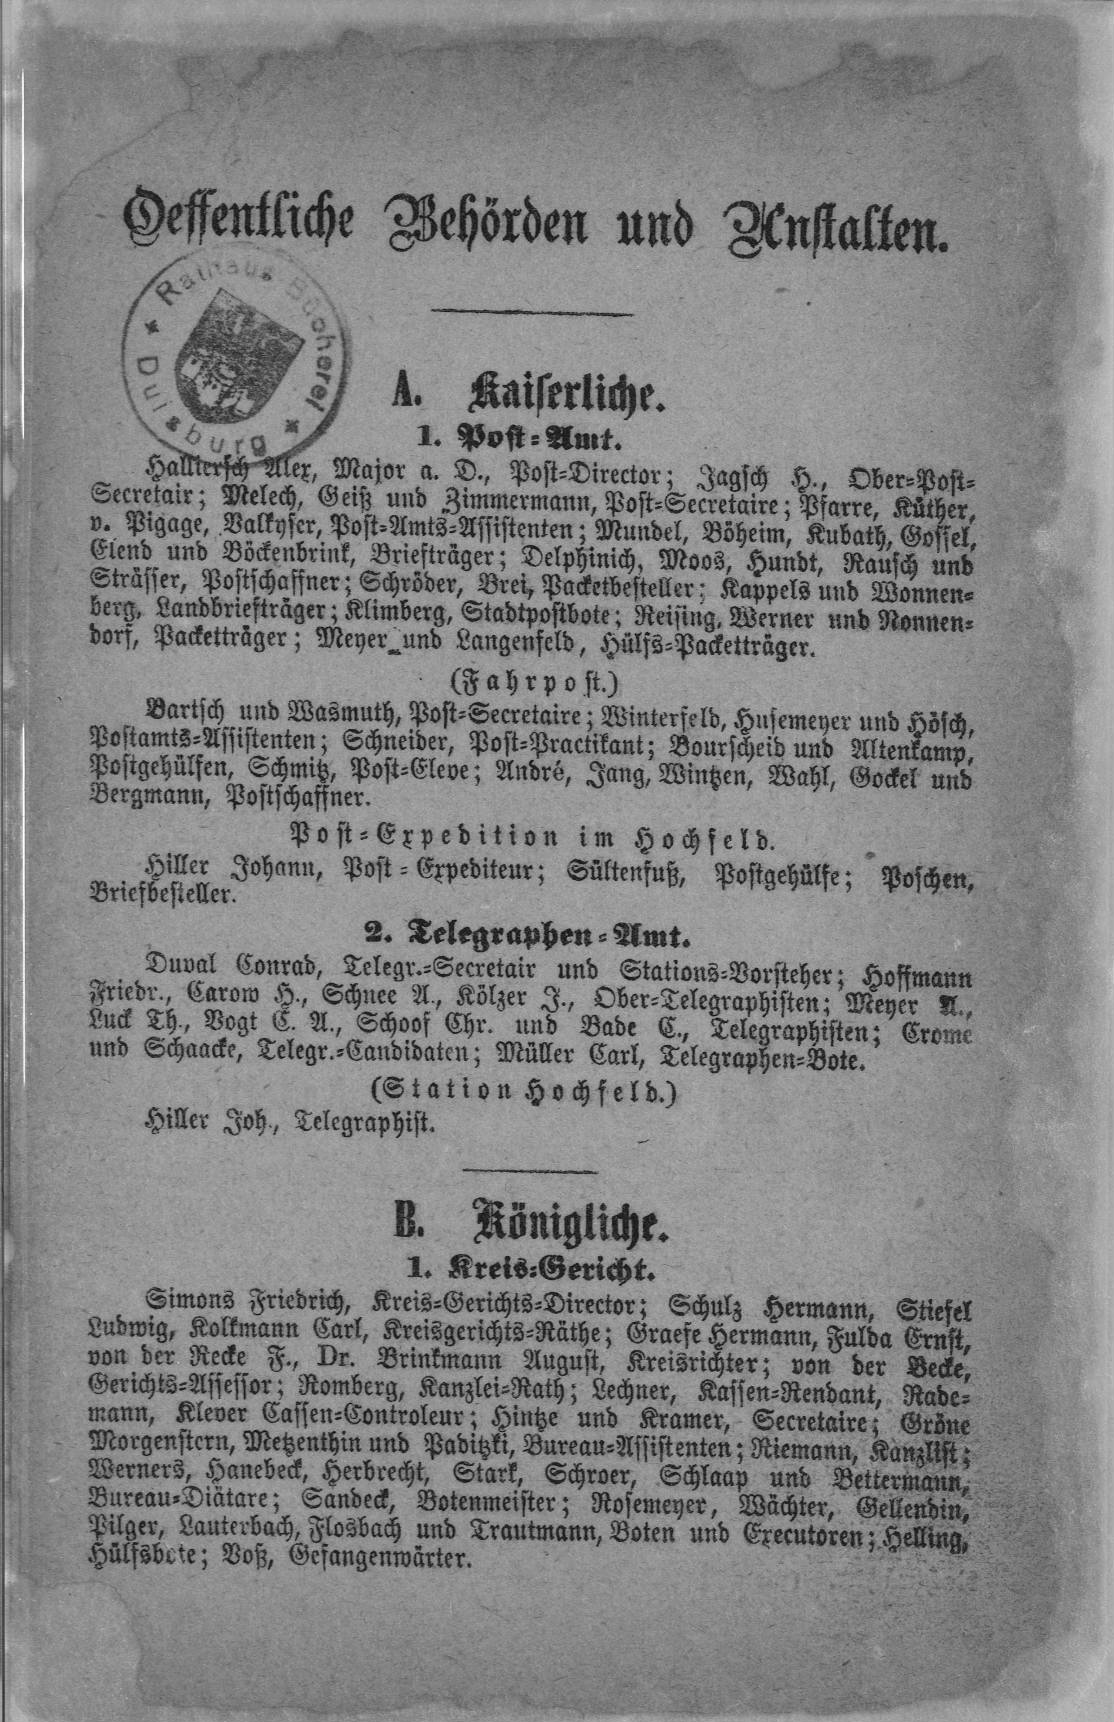 Oeffentliche Behörden und Anstalten.
Rathaus Bücherei
Duisburg
A. Kaiserliche.
1. Post-Amt.
Alex, Major a. D., Post-Director; Jagsch H., Ober-Post-
Secretair; Melech, Geiß und Zimmermann, Post-Secretaire; Pfarre, Küther,
v. Pigage, Valkyser, Post-Amts-Assistenten; Mundel, Böheim, Kubath, Gossel,
Elend und Böckenbrink, Briefträger; Delphinich, Moos, Hundt, Rausch und
Strässer, Postschaffner; Schröder, Brei, Packetbesteller; Kappels und Wonnen-
berg, Landbriefträger; Klimberg, Stadtpostbote; Reising, Werner und Nonnen-
dorf, Packetträger; Meyer und Langenfeld, Hülfs-Packetträger.
(Fahrpost.)
Bartsch und Wasmuth, Post-Secretaire; Winterfeld, Husemeyer und Hösch,
Postamts-Assistenten; Schneider, Post-Practikant; Bourscheid und Altenkamp,
Postgehülfen, Schmitz, Post-Eleve; André, Jang, Wintzen, Wahl, Gockel und
Bergmann, Postschaffner.
Post-Expedition im Hochfeld.
Hiller Johann, Post-Expediteur; Sültenfuß, Postgehülfe; Poschen,
Briefbesteller.
2. Telegraphen-Amt.
Duval Conrad, Telegr.-Secretair und Stations-Vorsteher; Hoffmann
Friedr., Carow H., Schnee A., Kölzer J., Ober-Telegraphisten; Meyer A.,
Luck Th., Vogt C. A., Schoof Chr. und Bade C., Telegraphisten; Crome
und Schaacke, Telegr.-Candidaten; Müller Carl, Telegraphen-Bote.
(Station Hochfeld.)
Hiller Joh., Telegraphist.
B. Königliche.
1. Kreis-Gericht.
Simons Friedrich, Kreis-Gerichts-Director; Schulz Hermann, Stiefel
Ludwig, Kolkmann Carl, Kreisgerichts-Räthe; Graefe Hermann, Fulda Ernst,
von der Recke F., Dr. Brinkmann August, Kreisrichter; von der Becke,
Gerichts-Assessor; Romberg, Kanzlei-Rath; Lechner, Kassen-Rendant, Rade-
mann, Klever Cassen-Controleur; Hintze und Kramer, Secretaire; Gröne
Morgenstern, Metzenthin und Paditzki, Bureau-Assistenten; Riemann, Kanzlist;
Werners, Hanebeck, Herbrecht, Stark, Schroer, Schlaap und Bettermann,
Bureau-Diätare; Sandeck, Botenmeister; Rosemeyer, Wächter, Gellendin,
Pilger, Lauterbach, Flosbach und Trautmann, Boten und Executoren; Helling,
Hülfsbote; Voß, Gefangenwärter.